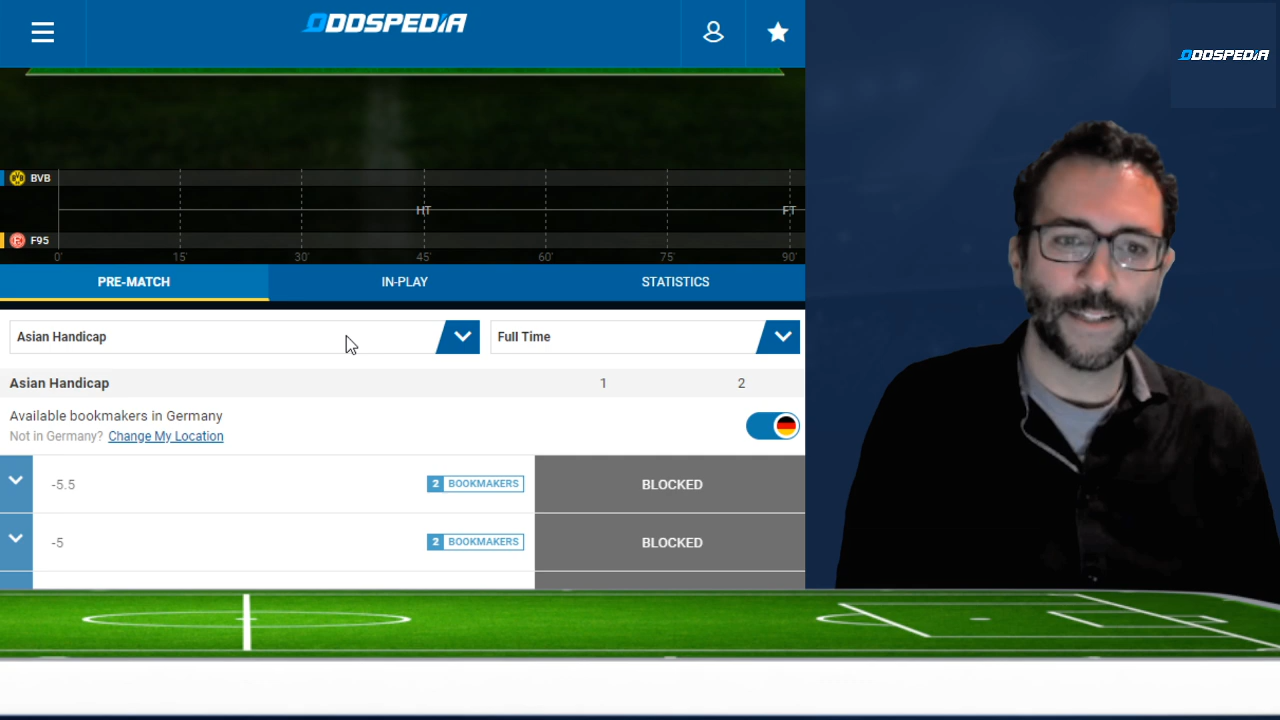 ODDSPEDIA
ODDSPEDIA
BVB
HT
FT
F95
0' 15' 30' 45' 60' 75' 90'
PRE-MATCH IN-PLAY STATISTICS
Asian Handicap Full Time
Asian Handicap 1 2
Available bookmakers in Germany
Not in Germany? Change My Location
-5.5 2 BOOKMAKERS BLOCKED
-5 2 BOOKMAKERS BLOCKED